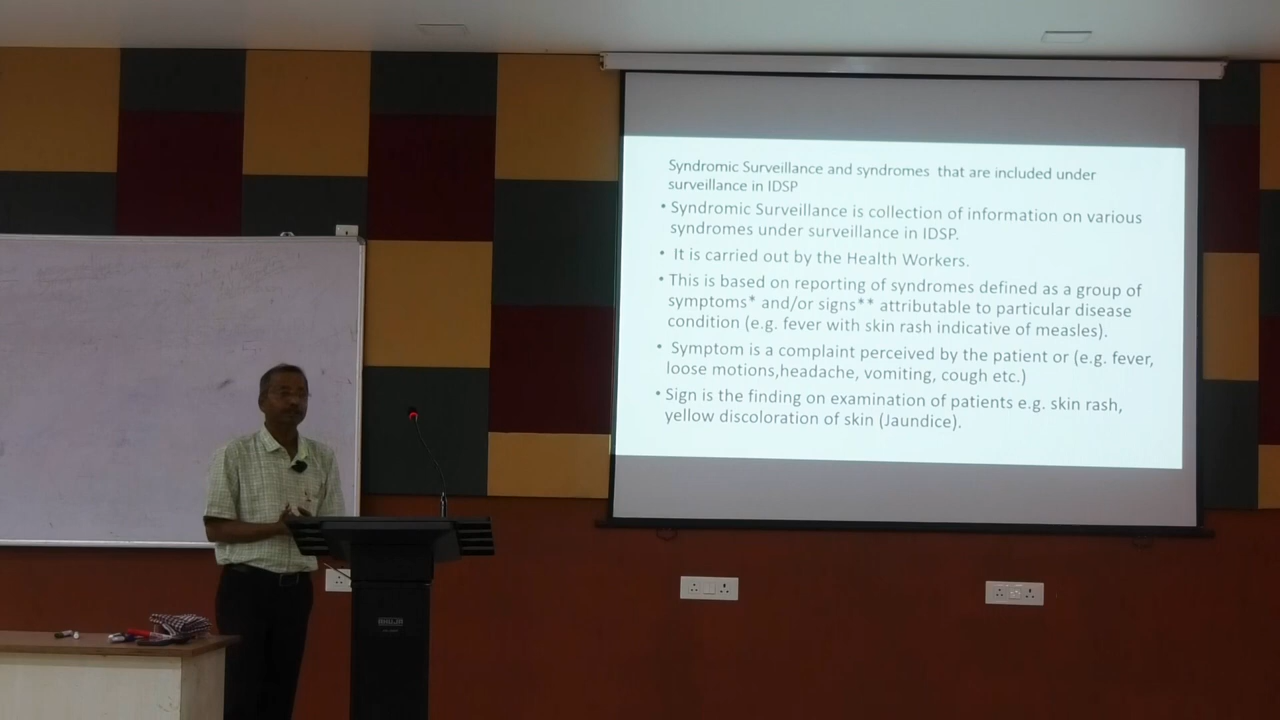 Syndromic Surveillance and syndromes that are included under
surveillance in IDSP
• Syndromic Surveillance is collection of information on various
syndromes under surveillance in IDSP.
• It is carried out by the Health Workers.
• This is based on reporting of syndromes defined as a group of
symptoms* and/or signs** attributable to particular disease
condition (e.g. fever with skin rash indicative of measles).
• Symptom is a complaint perceived by the patient or (e.g. fever,
loose motions,headache, vomiting, cough etc.)
• Sign is the finding on examination of patients e.g. skin rash,
yellow discoloration of skin (Jaundice).